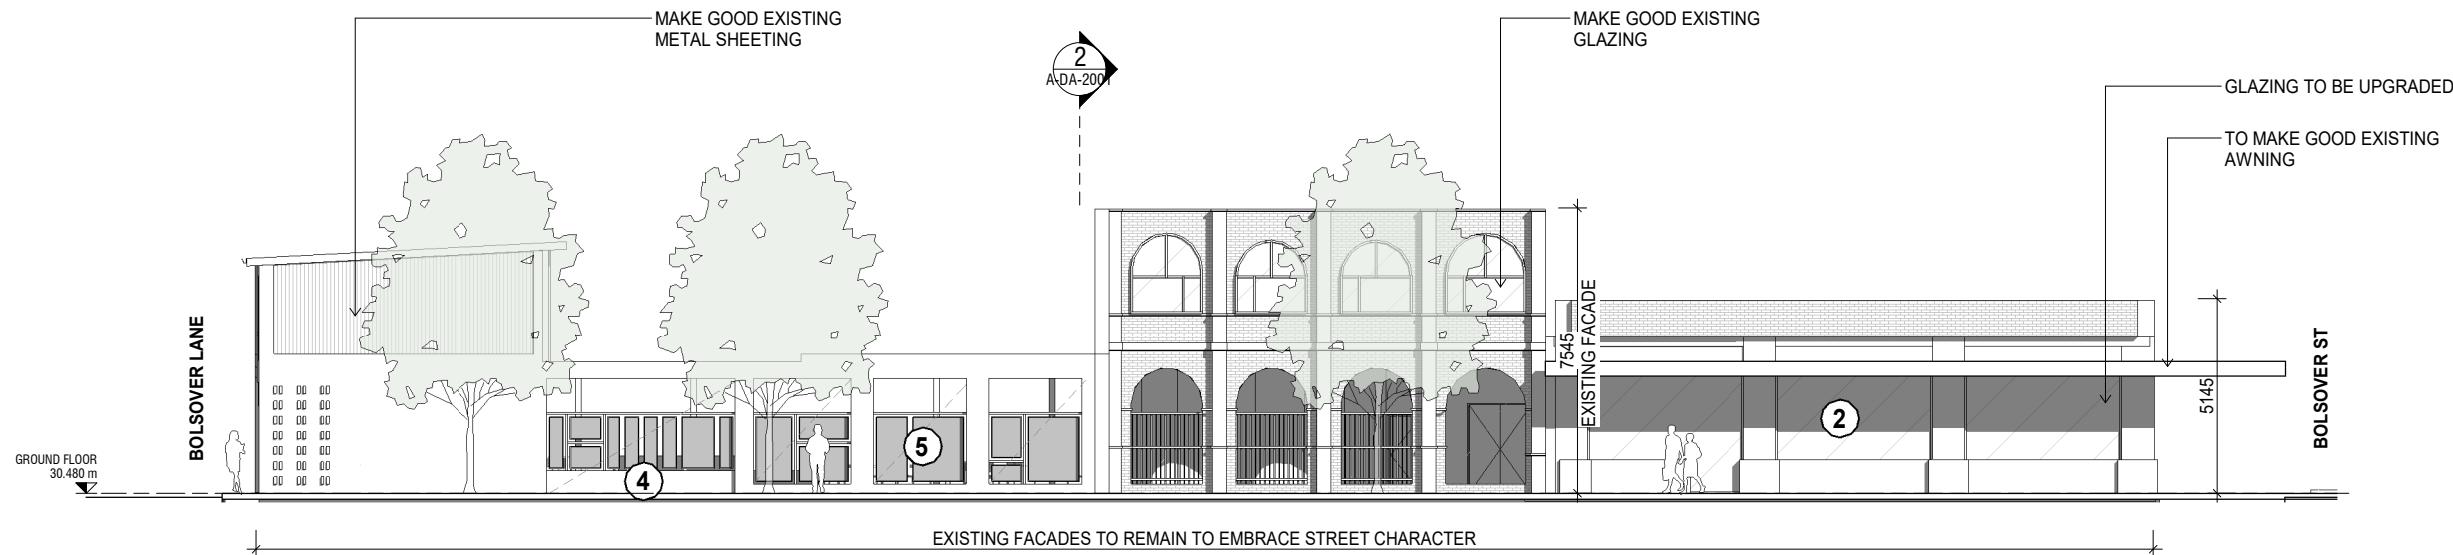 MAKE GOOD EXISTING
METAL SHEETING
2
A-DA-2001
MAKE GOOD EXISTING
GLAZING
GLAZING TO BE UPGRADED
TO MAKE GOOD EXISTING
AWNING
BOLSOVER LANE
GROUND FLOOR
30.480 m
4
5
7545
EXISTING FACADE
2
5145
BOLSOVER ST
EXISTING FACADES TO REMAIN TO EMBRACE STREET CHARACTER